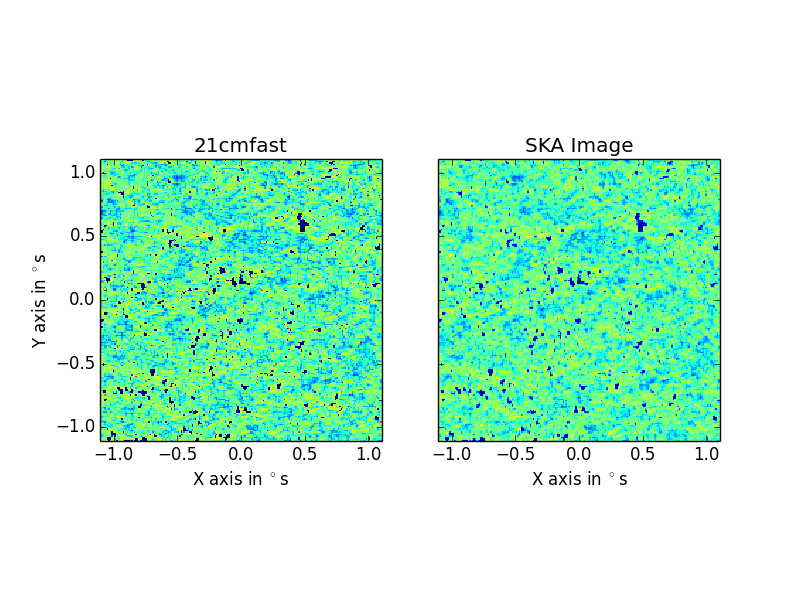 21cmfast
SKA Image
Y axis in °s
1.0
0.5
0.0
−0.5
−1.0
−1.0 −0.5 0.0 0.5 1.0
X axis in °s
−1.0 −0.5 0.0 0.5 1.0
X axis in °s